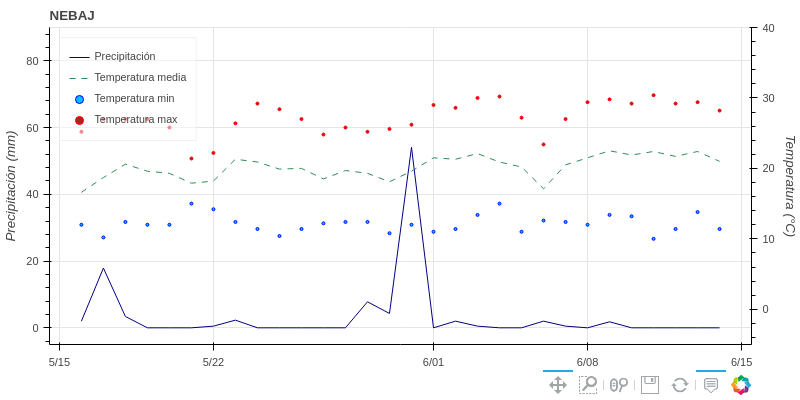 NEBAJ
Precipitación
Temperatura media
Temperatura min
Temperatura max
Precipitación (mm)
80
60
40
20
0
40
30
20
10
0
Temperatura (°C)
5/15
5/22
6/01
6/08
6/15